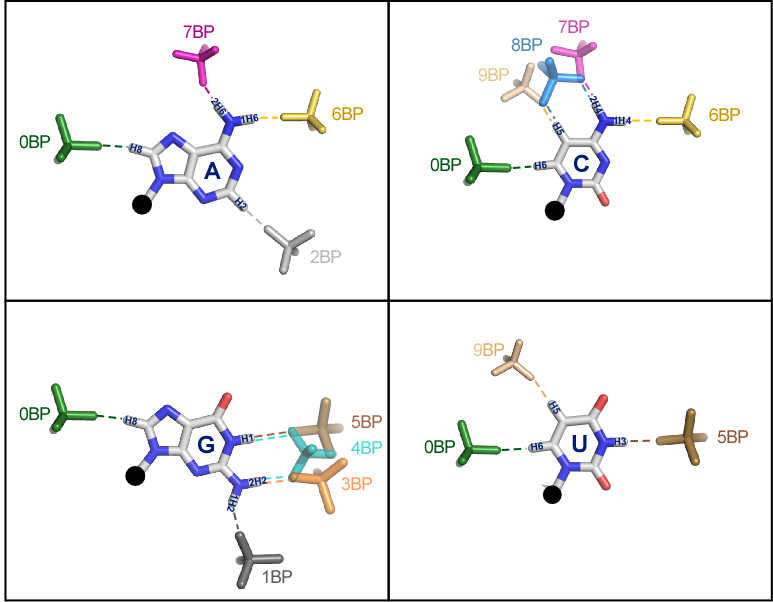 7BP
2H6
1H6
6BP
0BP
H8
A
H2
2BP
7BP
8BP
9BP
2H4
1H4
6BP
H5
0BP
H6
C
0BP
H8
G
H1
5BP
4BP
2H2
3BP
1H2
1BP
9BP
H5
0BP
H6
U
H3
5BP